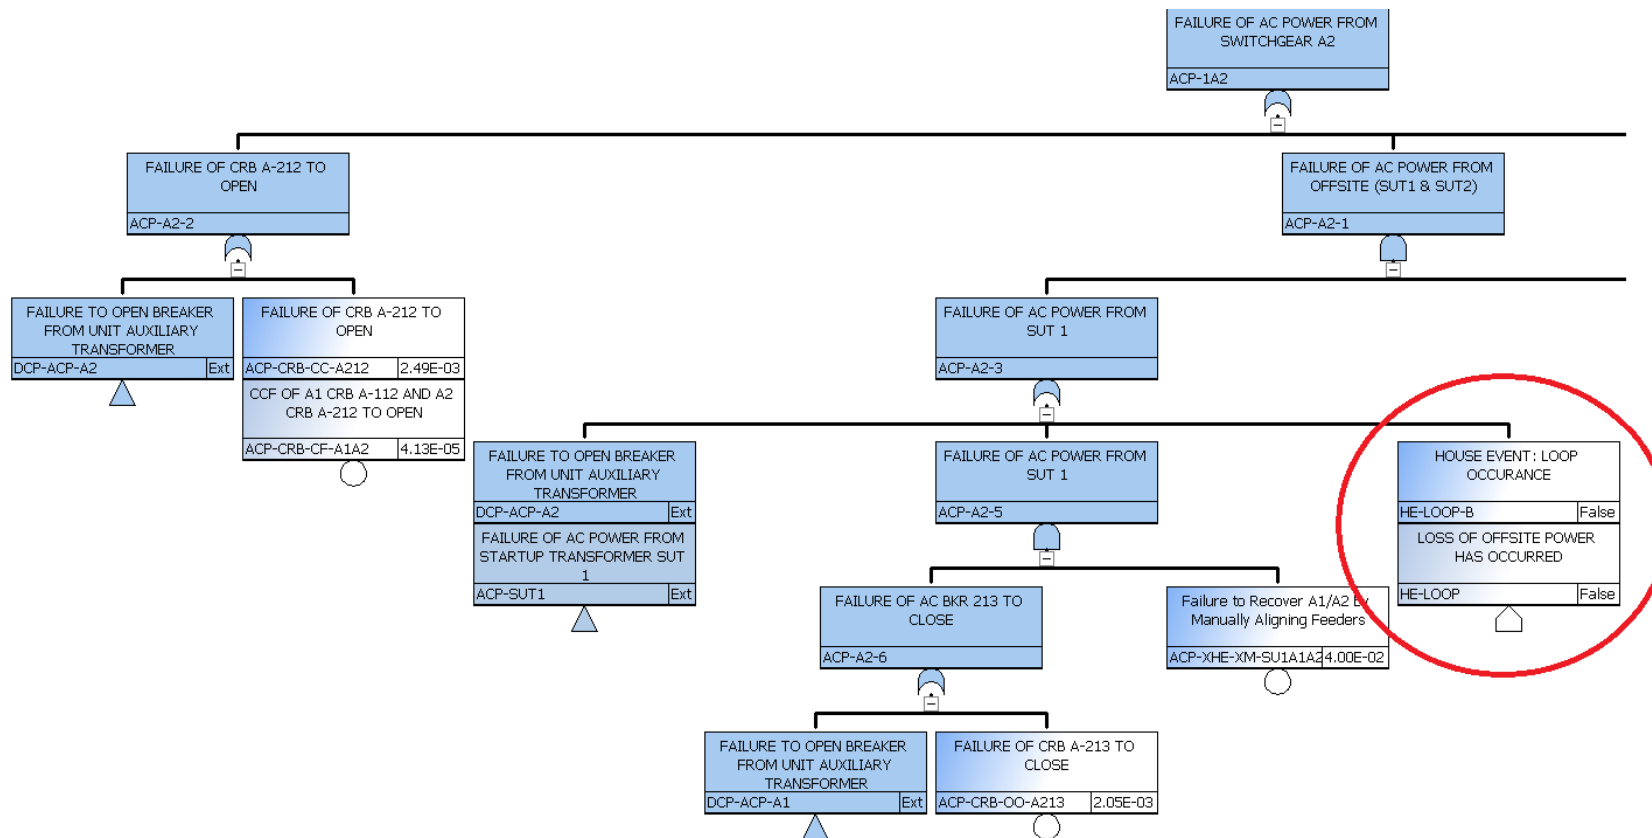 FAILURE OF AC POWER FROM
SWITCHGEAR A2
ACP-1A2
FAILURE OF CRB A-212 TO
OPEN
ACP-A2-2
FAILURE OF AC POWER FROM
OFFSITE (SUT1 & SUT2)
ACP-A2-1
FAILURE TO OPEN BREAKER
FROM UNIT AUXILIARY
TRANSFORMER
DCP-ACP-A2 Ext
FAILURE OF CRB A-212 TO
OPEN
ACP-CRB-CC-A212 2.49E-03
CCF OF A1 CRB A-112 AND A2
CRB A-212 TO OPEN
ACP-CRB-CF-A1A2 4.13E-05
FAILURE OF AC POWER FROM
SUT 1
ACP-A2-3
FAILURE TO OPEN BREAKER
FROM UNIT AUXILIARY
TRANSFORMER
DCP-ACP-A2 Ext
FAILURE OF AC POWER FROM
STARTUP TRANSFORMER SUT
1
ACP-SUT1 Ext
FAILURE OF AC POWER FROM
SUT 1
ACP-A2-5
HOUSE EVENT: LOOP
OCCURANCE
HE-LOOP-B False
LOSS OF OFFSITE POWER
HAS OCCURRED
HE-LOOP False
FAILURE OF AC BKR 213 TO
CLOSE
ACP-A2-6
Failure to Recover A1/A2 By
Manually Aligning Feeders
ACP-XHE-XM-SU1A1A2 4.00E-02
FAILURE TO OPEN BREAKER
FROM UNIT AUXILIARY
TRANSFORMER
DCP-ACP-A1 Ext
FAILURE OF CRB A-213 TO
CLOSE
ACP-CRB-OO-A213 2.05E-03